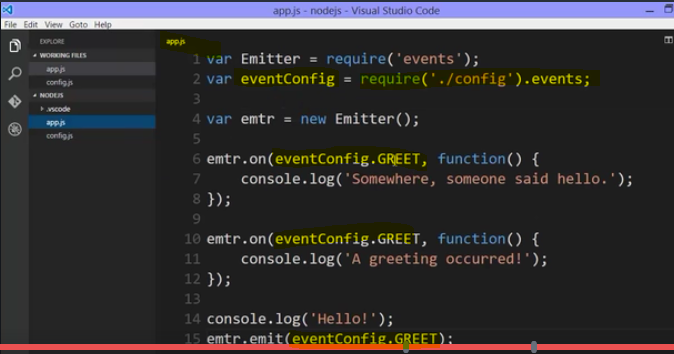 app.js - nodejs - Visual Studio Code
File Edit View Goto Help
EXPLORE
WORKING FILES
app.js
config.js
NODEJS
.vscode
app.js
config.js
app.js
1 var Emitter = require('events');
2 var eventConfig = require('./config').events;
3
4 var emtr = new Emitter();
5
6 emtr.on(eventConfig.GREET, function() {
7 console.log('Somewhere, someone said hello.');
8 });
9
10 emtr.on(eventConfig.GREET, function() {
11 console.log('A greeting occurred!');
12 });
13
14 console.log('Hello!');
15 emtr.emit(eventConfig.GREET);